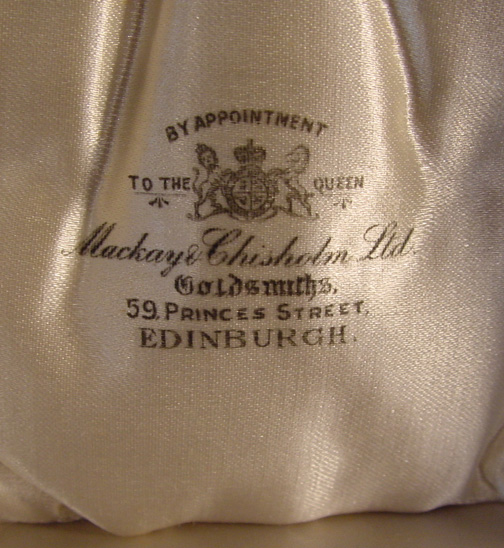 BY APPOINTMENT
TO THE QUEEN
Mackay & Chisholm Ltd.
Goldsmiths,
59, PRINCES STREET,
EDINBURGH.